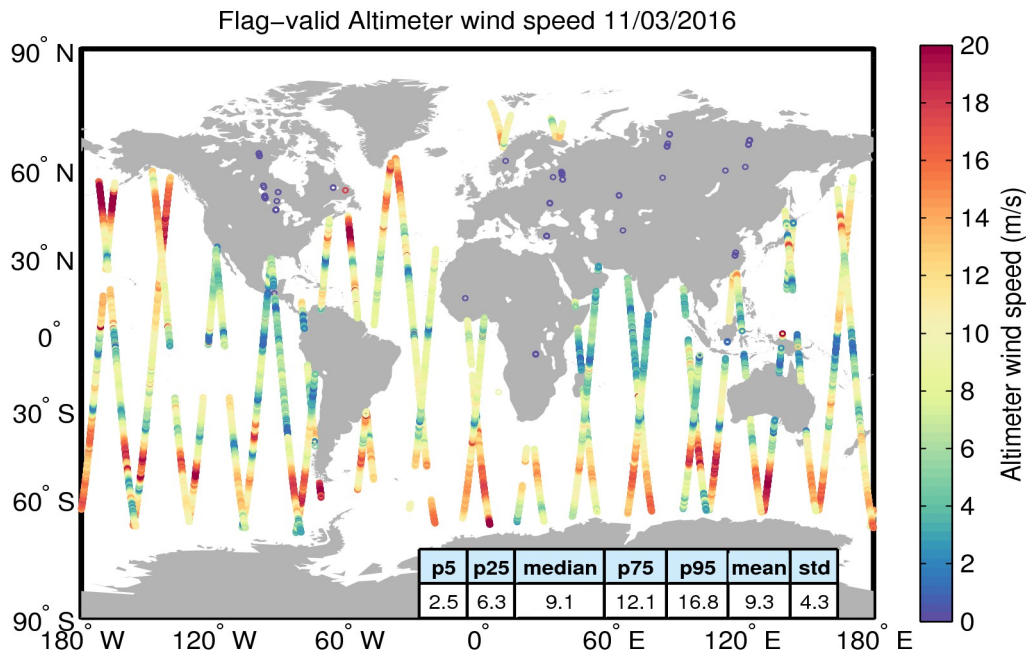 Flag-valid Altimeter wind speed 11/03/2016
90° N
60° N
30° N
0°
30° S
60° S
90° S
180° W
120° W
60° W
0°
60° E
120° E
180° E
p5 p25 median p75 p95 mean std
2.5 6.3 9.1 12.1 16.8 9.3 4.3
20
18
16
14
12
10
8
6
4
2
0
Altimeter wind speed (m/s)